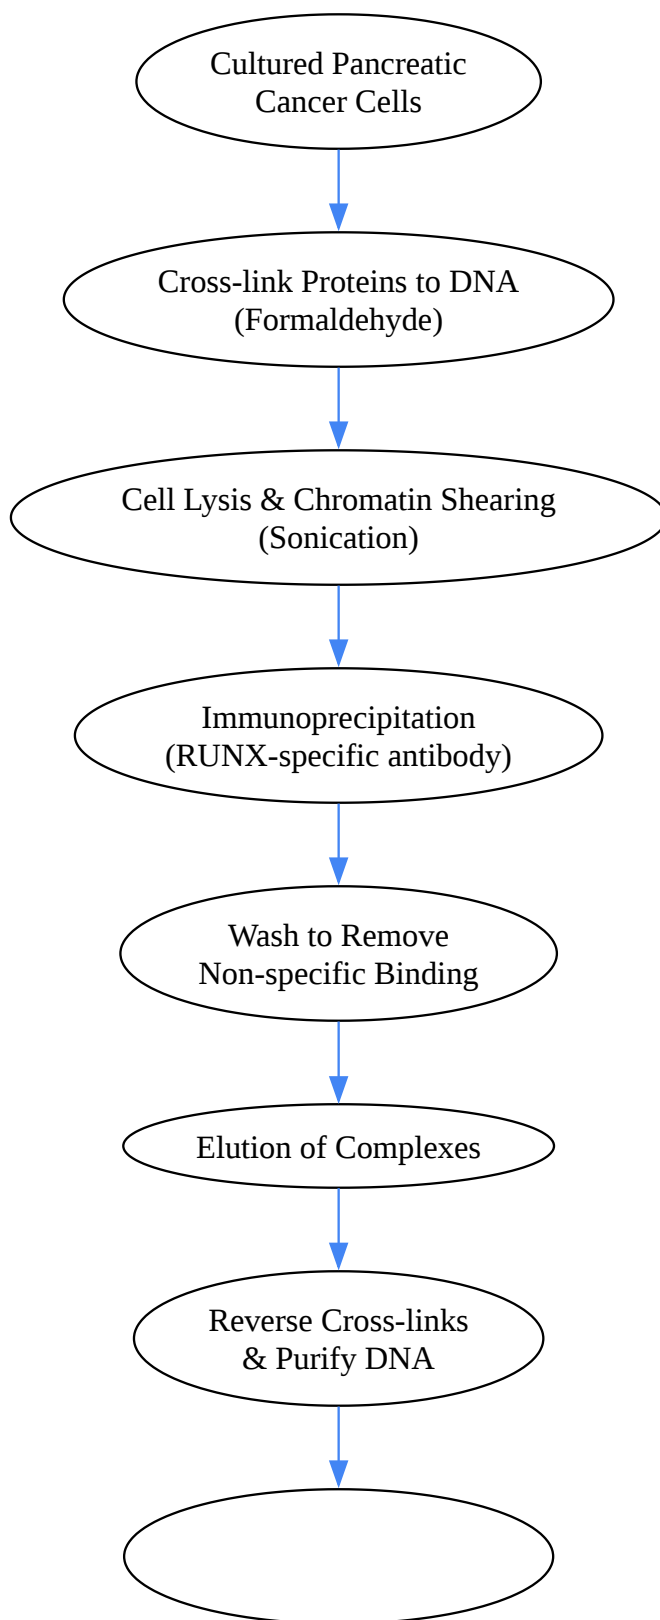 Cultured Pancreatic
Cancer Cells
Cross-link Proteins to DNA
(Formaldehyde)
Cell Lysis & Chromatin Shearing
(Sonication)
Immunoprecipitation
(RUNX-specific antibody)
Wash to Remove
Non-specific Binding
Elution of Complexes
Reverse Cross-links
& Purify DNA